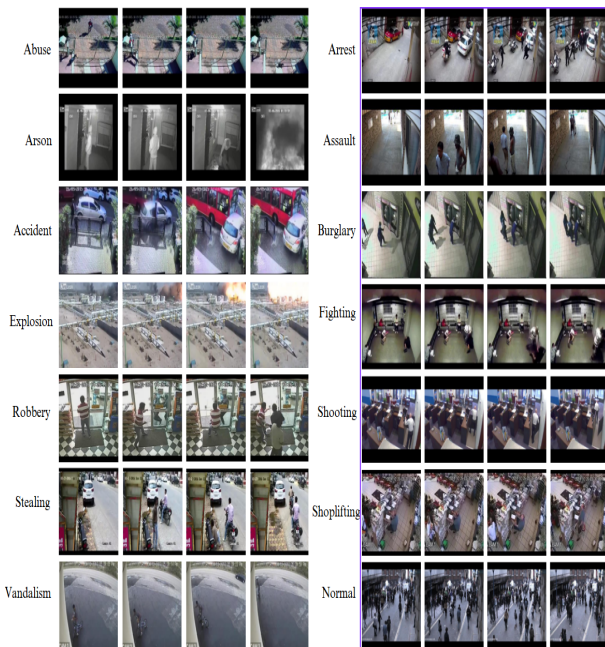 Abuse
Arson
Accident
Explosion
Robbery
Stealing
Vandalism
Arrest
Assault
Burglary
Fighting
Shooting
Shoplifting
Normal